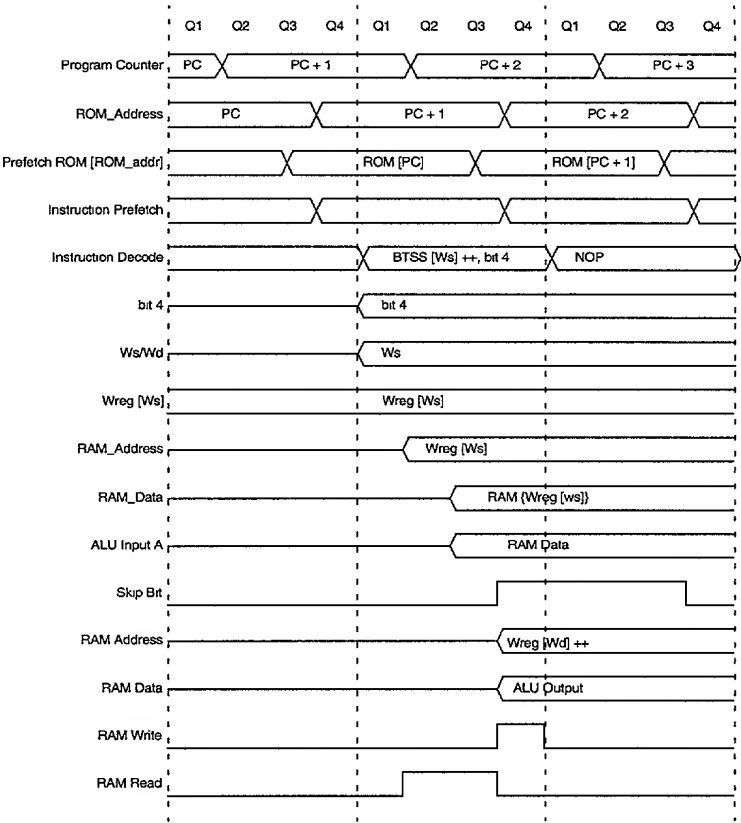 Q1 Q2 Q3 Q4 Q1 Q2 Q3 Q4 Q1 Q2 Q3 Q4
Program Counter PC PC + 1 PC + 2 PC + 3
ROM_Address PC PC + 1 PC + 2
Prefetch ROM [ROM_addr] ROM [PC] ROM [PC + 1]
Instruction Prefetch
Instruction Decode BTSS [Ws] ++, bit 4 NOP
bit 4 bit 4
Ws/Wd Ws
Wreg [Ws] Wreg [Ws]
RAM_Address Wreg [Ws]
RAM_Data RAM {Wreg [ws]}
ALU Input A RAM Data
Skip Bit
RAM Address Wreg [Wd] ++
RAM Data ALU Output
RAM Write
RAM Read